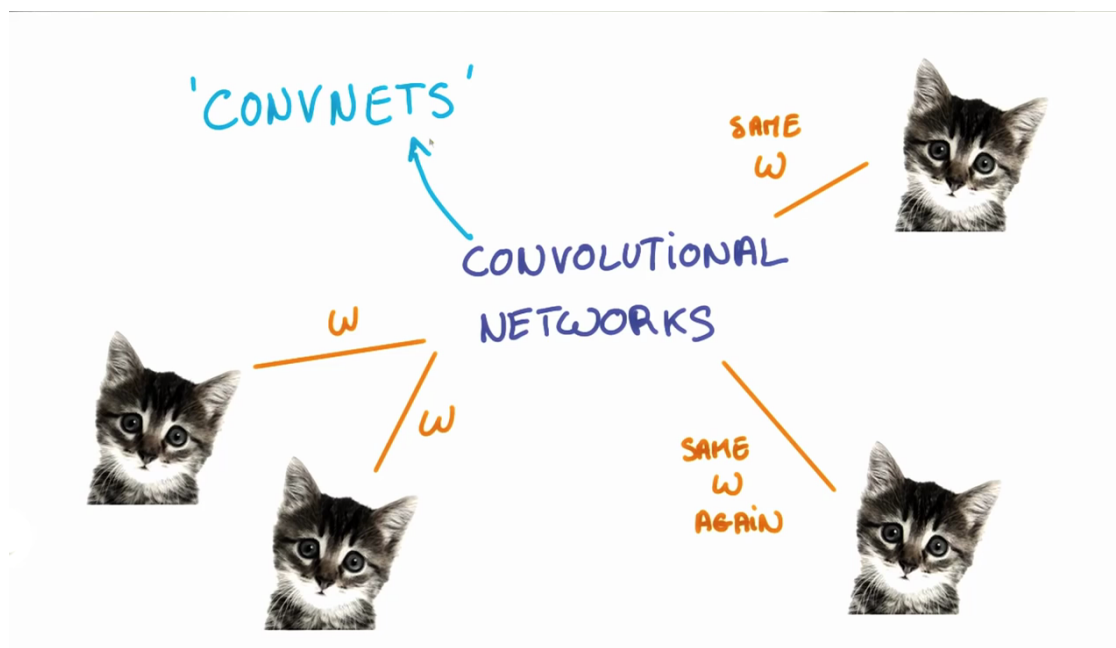 'CONVNETS'
SAME
W
CONVOLUTIONAL
NETWORKS
W
W
SAME
W
AGAIN